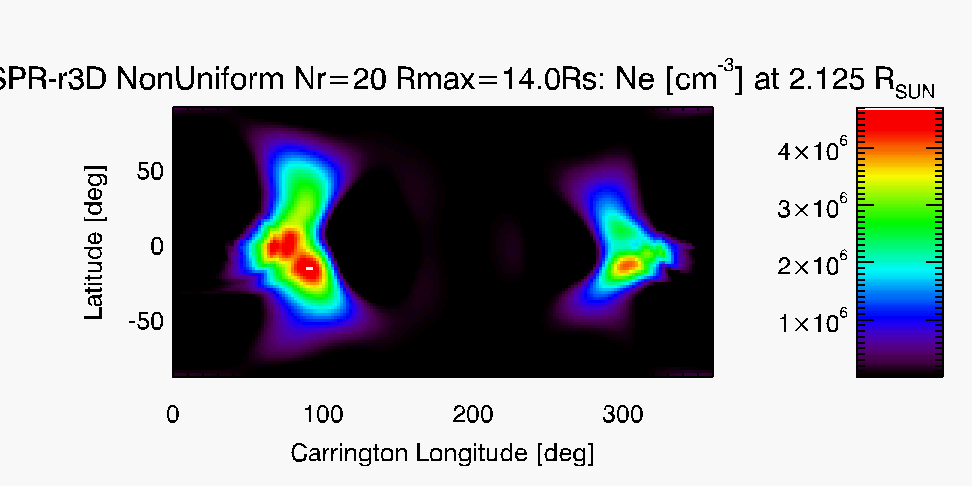 SPR-r3D NonUniform Nr=20 Rmax=14.0Rs: Ne [cm⁻³] at 2.125 R_SUN
4×10⁶
3×10⁶
2×10⁶
1×10⁶
Latitude [deg]
50
0
-50
0 100 200 300
Carrington Longitude [deg]